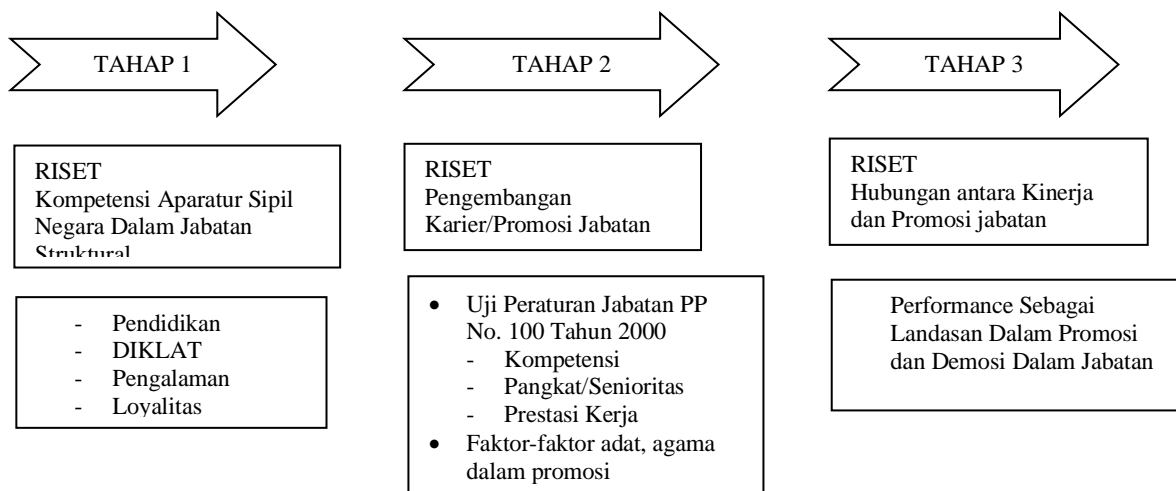 TAHAP 1
RISET
Kompetensi Aparatur Sipil
Negara Dalam Jabatan
Struktural
- Pendidikan
- DIKLAT
- Pengalaman
- Loyalitas
TAHAP 2
RISET
Pengembangan
Karier/Promosi Jabatan
• Uji Peraturan Jabatan PP
No. 100 Tahun 2000
- Kompetensi
- Pangkat/Senioritas
- Prestasi Kerja
• Faktor-faktor adat, agama
dalam promosi
TAHAP 3
RISET
Hubungan antara Kinerja
dan Promosi jabatan
Performance Sebagai
Landasan Dalam Promosi
dan Demosi Dalam Jabatan